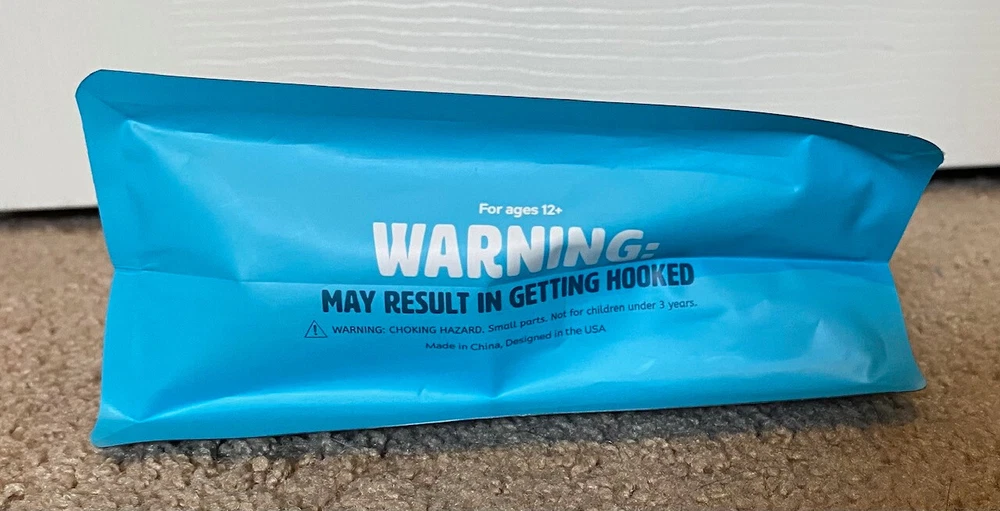 For ages 12+
WARNING:
MAY RESULT IN GETTING HOOKED
WARNING: CHOKING HAZARD. Small parts. Not for children under 3 years.
Made in China, Designed in the USA